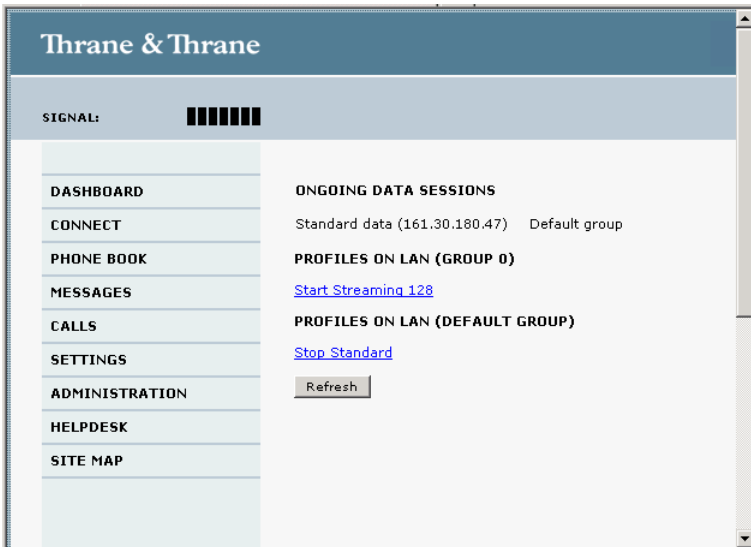 Thrane & Thrane
SIGNAL:
DASHBOARD
CONNECT
PHONE BOOK
MESSAGES
CALLS
SETTINGS
ADMINISTRATION
HELPDESK
SITE MAP
ONGOING DATA SESSIONS
Standard data (161.30.180.47) Default group
PROFILES ON LAN (GROUP 0)
Start Streaming 128
PROFILES ON LAN (DEFAULT GROUP)
Stop Standard
Refresh